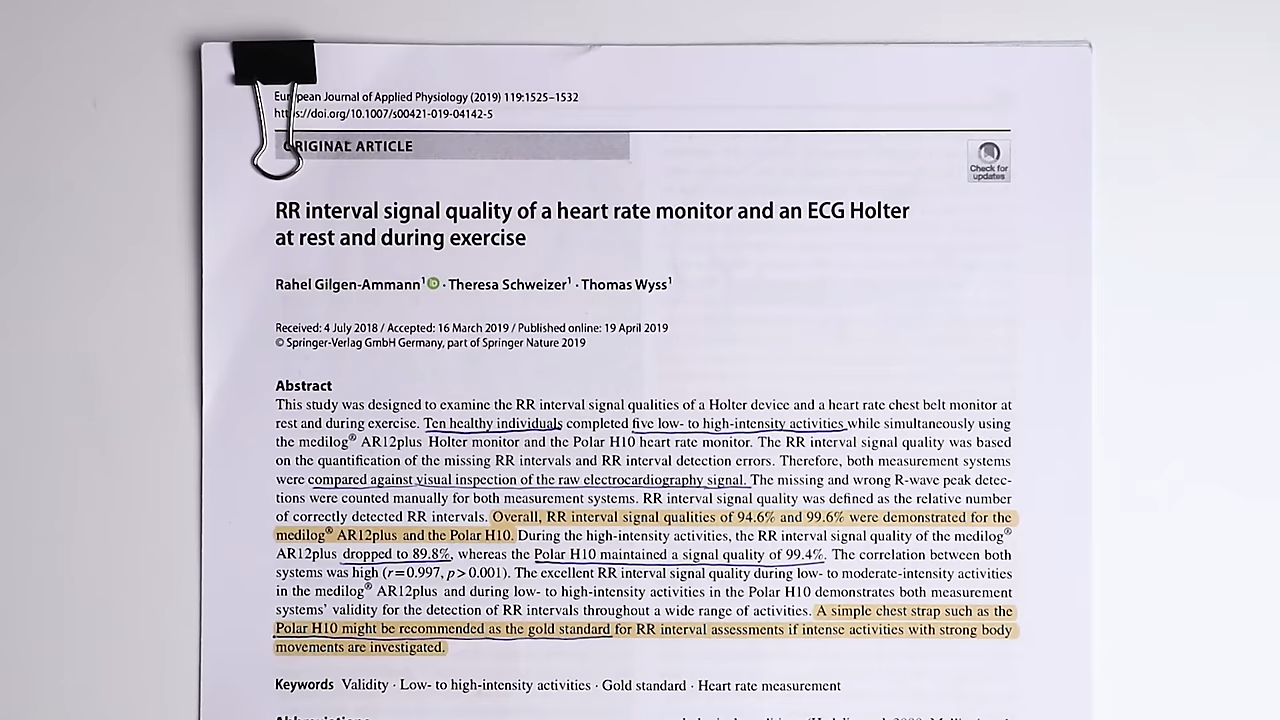 European Journal of Applied Physiology (2019) 119:1525–1532
https://doi.org/10.1007/s00421-019-04142-5
ORIGINAL ARTICLE
Check for
updates
RR interval signal quality of a heart rate monitor and an ECG Holter
at rest and during exercise
Rahel Gilgen-Ammann¹ · Theresa Schweizer¹ · Thomas Wyss¹
Received: 4 July 2018 / Accepted: 16 March 2019 / Published online: 19 April 2019
© Springer-Verlag GmbH Germany, part of Springer Nature 2019
Abstract
This study was designed to examine the RR interval signal qualities of a Holter device and a heart rate chest belt monitor at
rest and during exercise. Ten healthy individuals completed five low- to high-intensity activities while simultaneously using
the medilog® AR12plus Holter monitor and the Polar H10 heart rate monitor. The RR interval signal quality was based
on the quantification of the missing RR intervals and RR interval detection errors. Therefore, both measurement systems
were compared against visual inspection of the raw electrocardiography signal. The missing and wrong R-wave peak detec-
tions were counted manually for both measurement systems. RR interval signal quality was defined as the relative number
of correctly detected RR intervals. Overall, RR interval signal qualities of 94.6% and 99.6% were demonstrated for the
medilog® AR12plus and the Polar H10. During the high-intensity activities, the RR interval signal quality of the medilog®
AR12plus dropped to 89.8%, whereas the Polar H10 maintained a signal quality of 99.4%. The correlation between both
systems was high (r=0.997, p>0.001). The excellent RR interval signal quality during low- to moderate-intensity activities
in the medilog® AR12plus and during low- to high-intensity activities in the Polar H10 demonstrates both measurement
systems' validity for the detection of RR intervals throughout a wide range of activities. A simple chest strap such as the
Polar H10 might be recommended as the gold standard for RR interval assessments if intense activities with strong body
movements are investigated.
Keywords Validity · Low- to high-intensity activities · Gold standard · Heart rate measurement